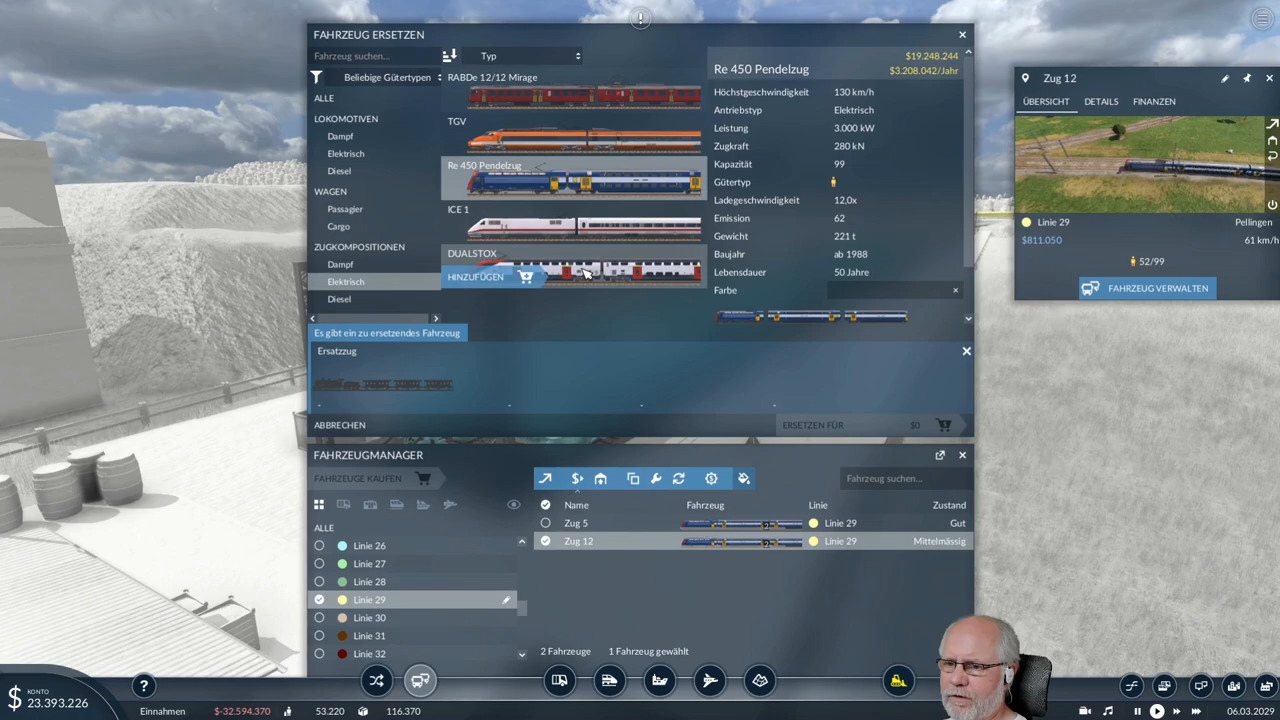 FAHRZEUG ERSETZEN
Fahrzeug suchen...
Typ
Beliebige Gütertypen
ALLE
LOKOMOTIVEN
Dampf
Elektrisch
Diesel
WAGEN
Passagier
Cargo
ZUGKOMPOSITIONEN
Dampf
Elektrisch
Diesel
RABDe 12/12 Mirage
TGV
Re 450 Pendelzug
ICE 1
DUALSTOX
HINZUFÜGEN
$19.248.244
Re 450 Pendelzug
$3.208.042/Jahr
Höchstgeschwindigkeit 130 km/h
Antriebstyp Elektrisch
Leistung 3.000 kW
Zugkraft 280 kN
Kapazität 99
Gütertyp
Ladegeschwindigkeit 12,0x
Emission 62
Gewicht 221 t
Baujahr ab 1988
Lebensdauer 50 Jahre
Farbe
Es gibt ein zu ersetzendes Fahrzeug
Ersatzzug
- - - -
ABBRECHEN
ERSETZEN FÜR $0
Zug 12
ÜBERSICHT DETAILS FINANZEN
Linie 29 Pellingen
$811.050 61 km/h
52/99
FAHRZEUG VERWALTEN
FAHRZEUGMANAGER
FAHRZEUGE KAUFEN
Fahrzeug suchen...
ALLE
Linie 26
Linie 27
Linie 28
Linie 29
Linie 30
Linie 31
Linie 32
Name Fahrzeug Linie Zustand
Zug 5 Linie 29 Gut
Zug 12 Linie 29 Mittelmässig
2 Fahrzeuge 1 Fahrzeug gewählt
$ KONTO
23.393.226
?
Einnahmen $-32.594.370 53.220 116.370
06.03.2029